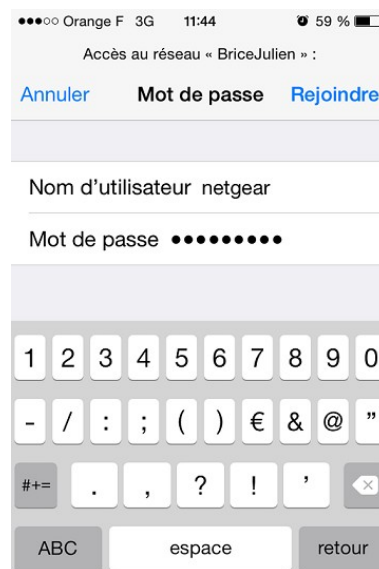 ●●●○○ Orange F 3G 11:44 59 %
Accès au réseau « BriceJulien » :
Annuler Mot de passe Rejoindre
Nom d’utilisateur netgear
Mot de passe ●●●●●●●●●
1 2 3 4 5 6 7 8 9 0
- / : ; ( ) € & @ ”
#+= . , ? ! ’
ABC espace retour